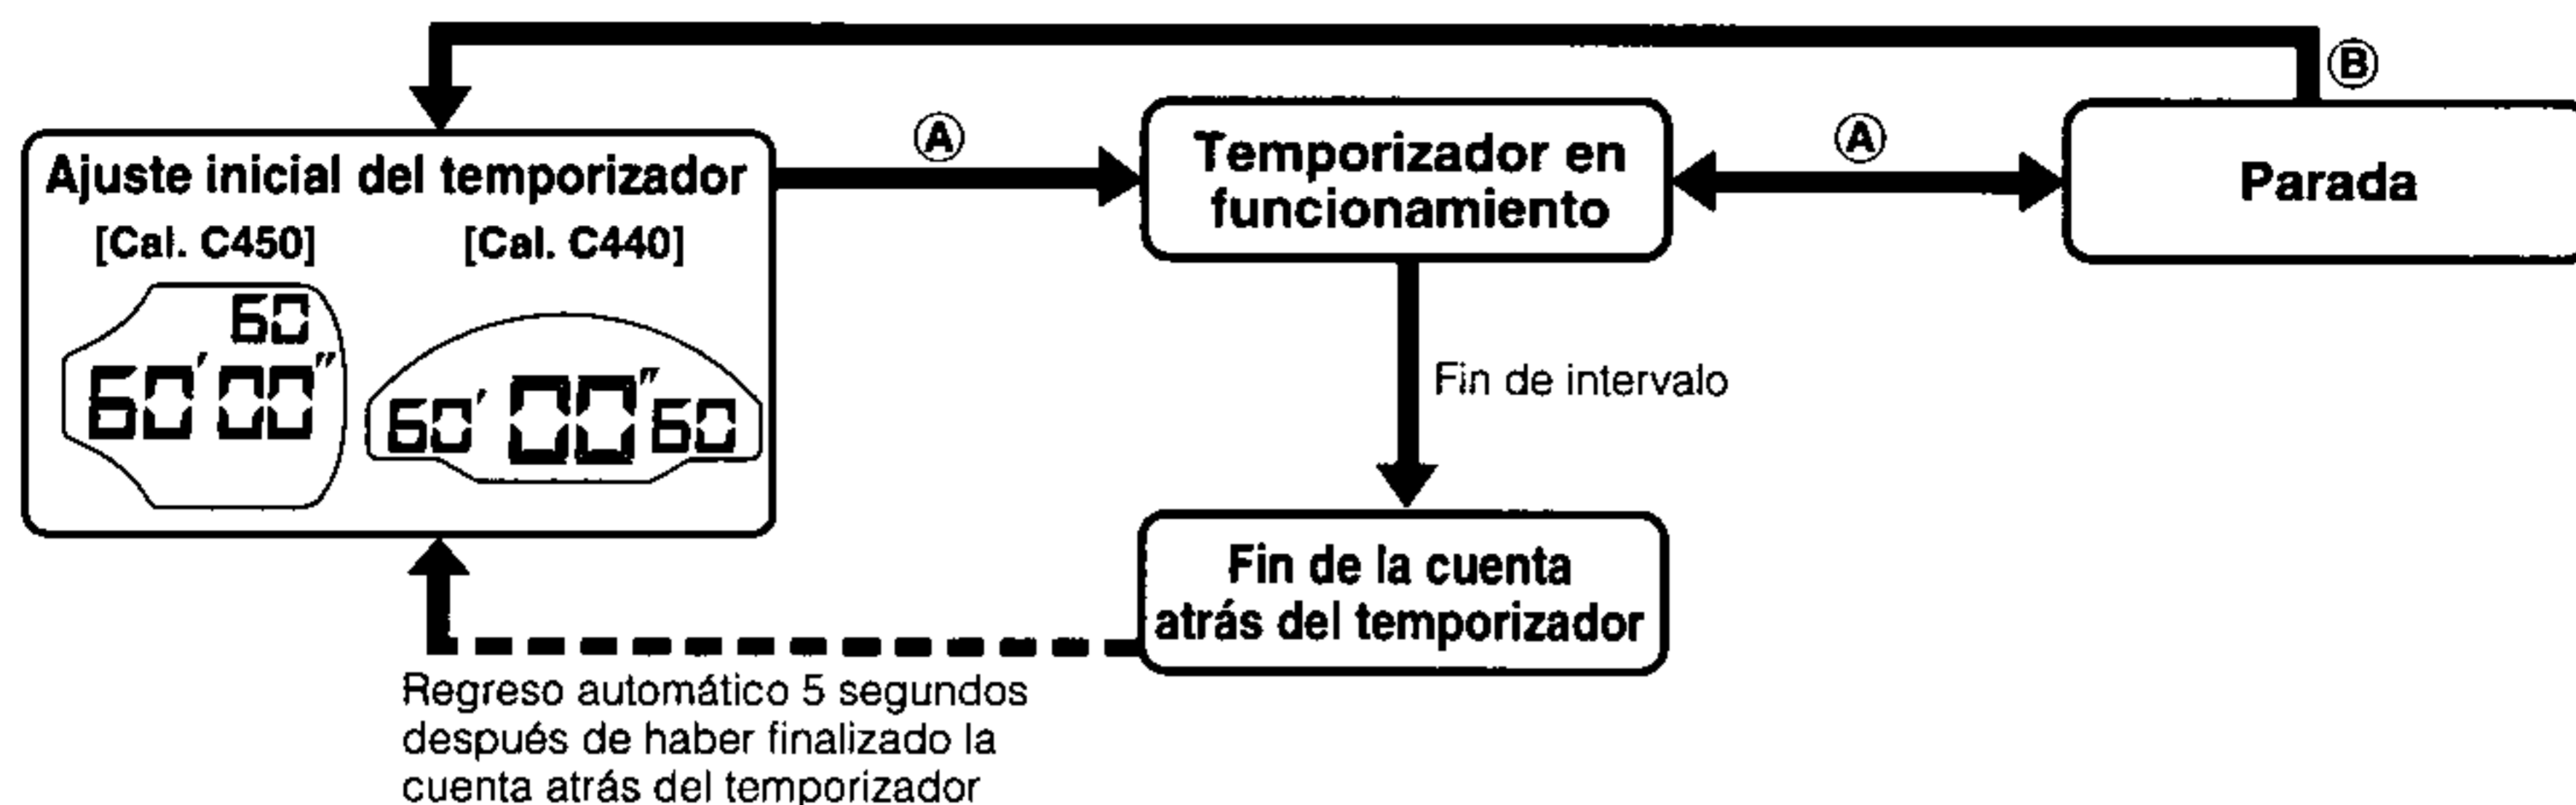 Ⓑ
Ajuste inicial del temporizador
[Cal. C450] [Cal. C440]
60
60′ 00″
60′ 00″ 60
Ⓐ
Temporizador en
funcionamiento
Ⓐ
Parada
Fin de intervalo
Fin de la cuenta
atrás del temporizador
Regreso automático 5 segundos
después de haber finalizado la
cuenta atrás del temporizador